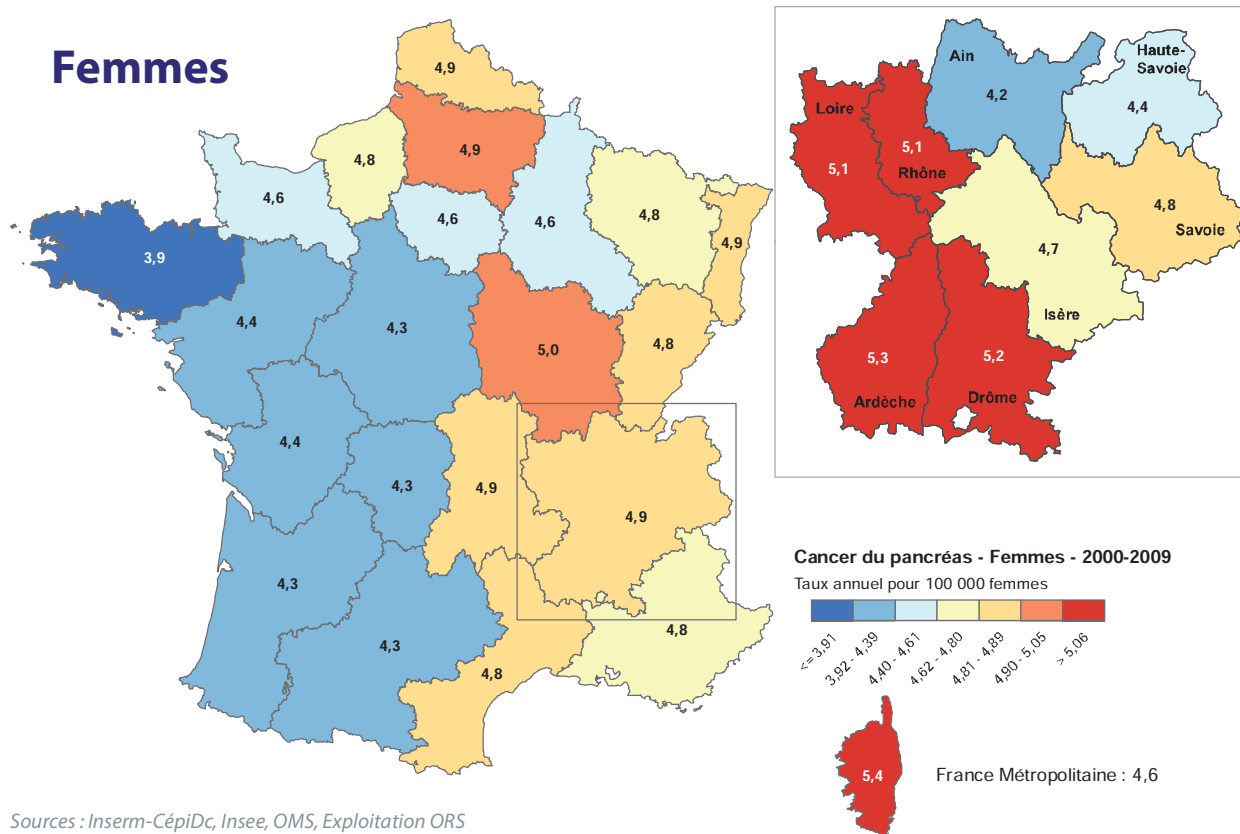 Femmes
4,9
4,8
4,9
4,6
4,6
4,6
4,8
4,9
3,9
4,4
4,3
5,0
4,8
4,4
4,3
4,9
4,9
4,3
4,3
4,8
4,8
Ain
4,2
Haute-
Savoie
4,4
Loire
5,1
5,1
Rhône
4,8
Savoie
4,7
Isère
5,3
Ardèche
5,2
Drôme
Cancer du pancréas - Femmes - 2000-2009
Taux annuel pour 100 000 femmes
<= 3,91
3,92 - 4,39
4,40 - 4,61
4,62 - 4,80
4,81 - 4,89
4,90 - 5,05
> 5,06
5,4
France Métropolitaine : 4,6
Sources : Inserm-CépiDc, Insee, OMS, Exploitation ORS